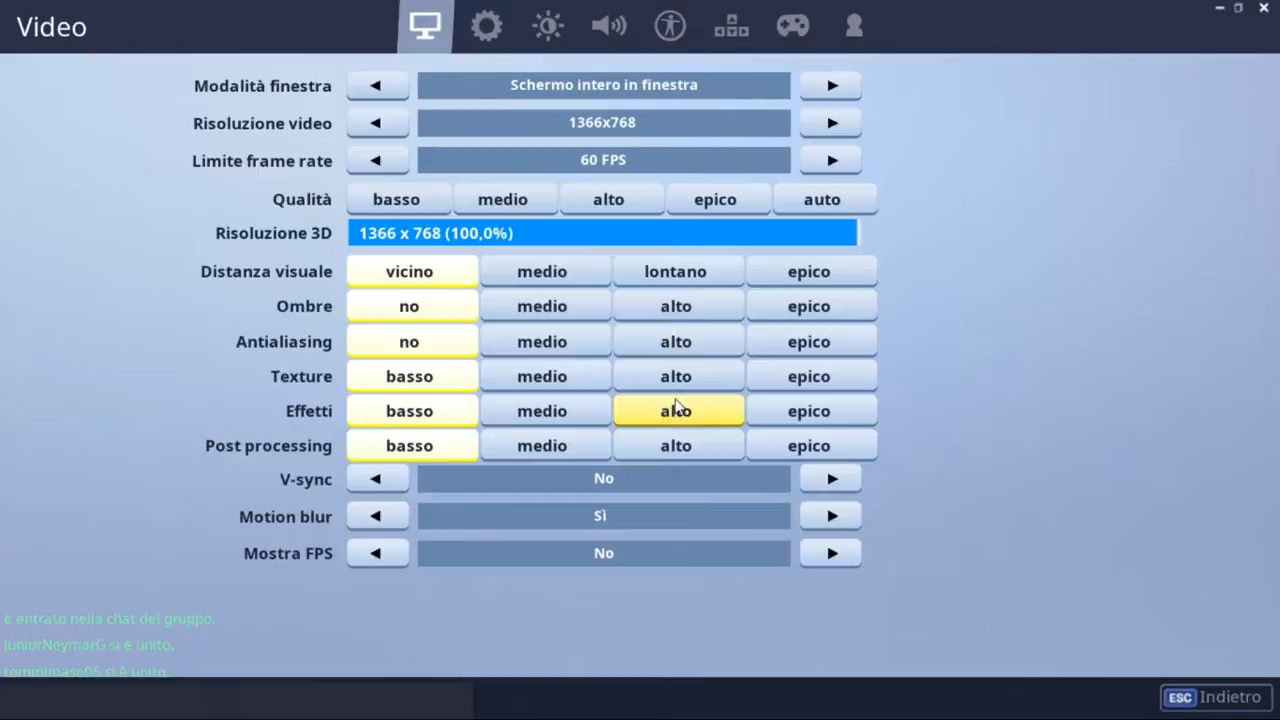 Video
Modalità finestra Schermo intero in finestra
Risoluzione video 1366x768
Limite frame rate 60 FPS
Qualità basso medio alto epico auto
Risoluzione 3D 1366 x 768 (100,0%)
Distanza visuale vicino medio lontano epico
Ombre no medio alto epico
Antialiasing no medio alto epico
Texture basso medio alto epico
Effetti basso medio alto epico
Post processing basso medio alto epico
V-sync No
Motion blur Sì
Mostra FPS No
è entrato nella chat del gruppo.
JuniorNeymarG si è unito.
tommimaso05 si è unito.
ESC Indietro